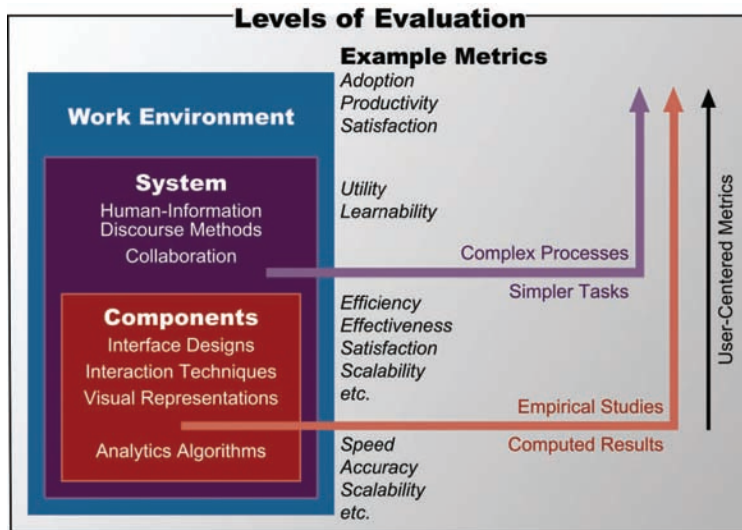 Levels of Evaluation
Example Metrics
Work Environment
Adoption
Productivity
Satisfaction
System
Human-Information
Discourse Methods
Collaboration
Utility
Learnability
Complex Processes
Simpler Tasks
Components
Interface Designs
Interaction Techniques
Visual Representations
Analytics Algorithms
Efficiency
Effectiveness
Satisfaction
Scalability
etc.
Empirical Studies
Computed Results
Speed
Accuracy
Scalability
etc.
User-Centered Metrics